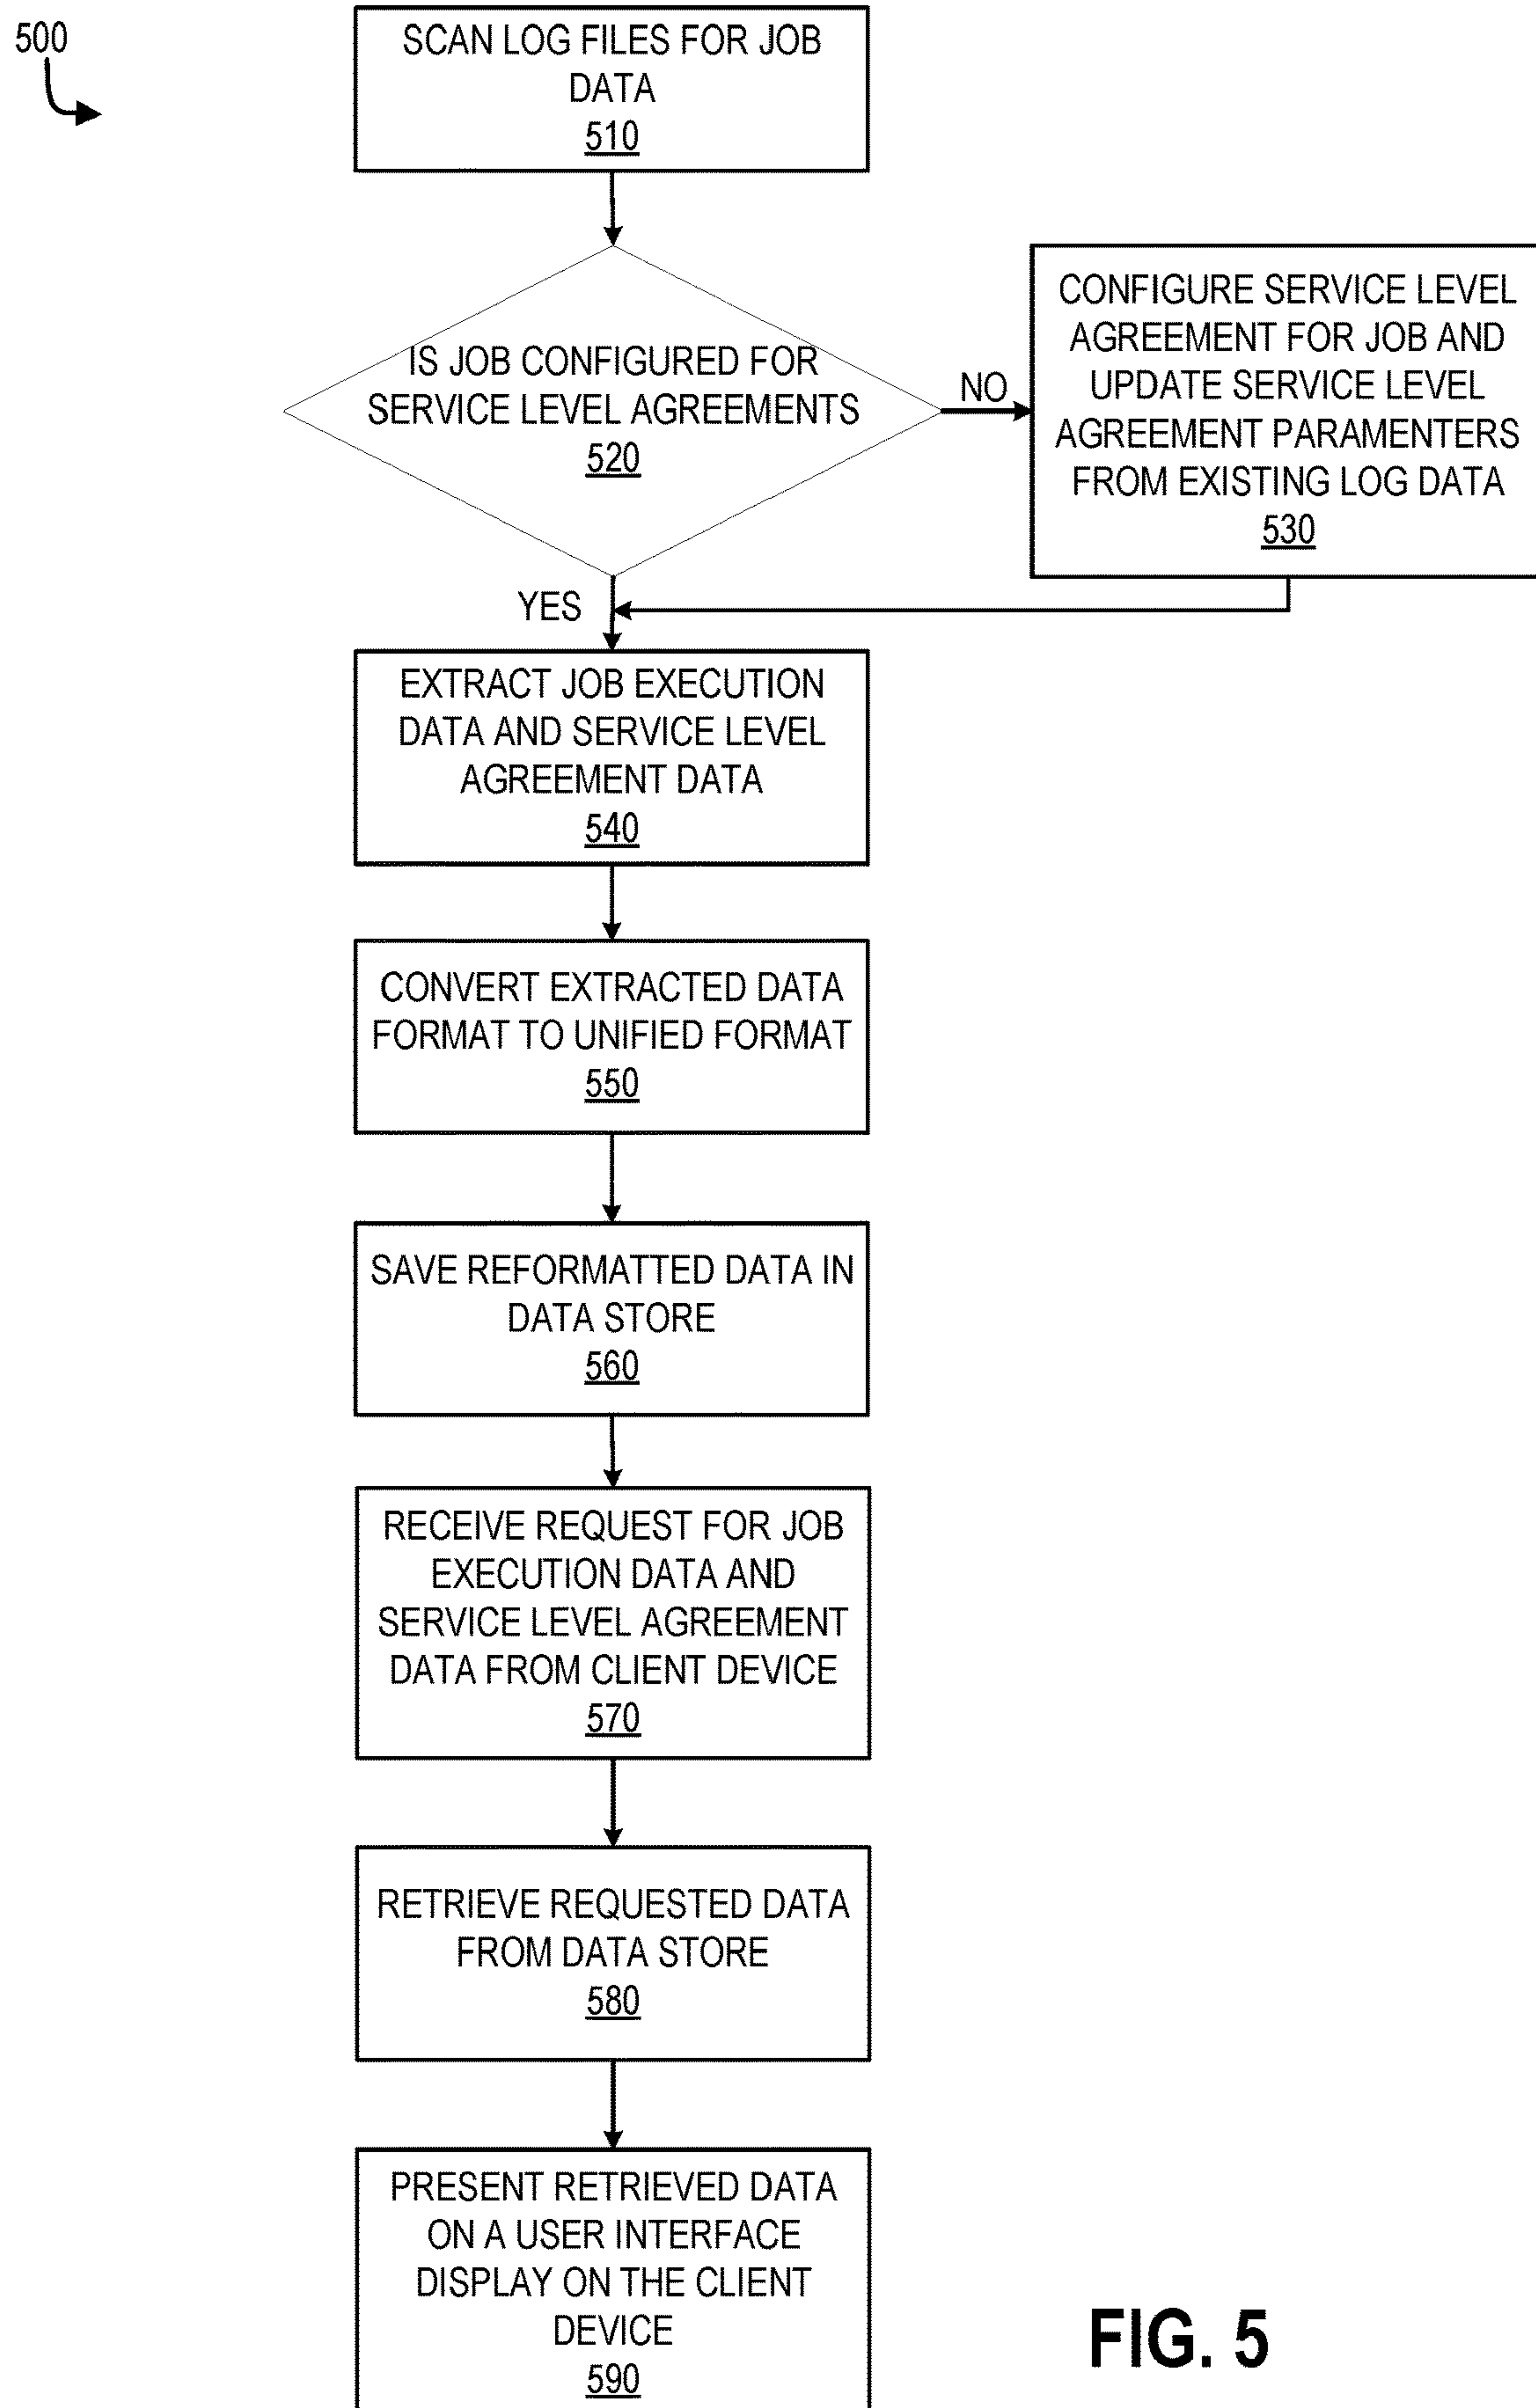 500
SCAN LOG FILES FOR JOB
DATA
510
IS JOB CONFIGURED FOR
SERVICE LEVEL AGREEMENTS
520
NO
CONFIGURE SERVICE LEVEL
AGREEMENT FOR JOB AND
UPDATE SERVICE LEVEL
AGREEMENT PARAMENTERS
FROM EXISTING LOG DATA
530
YES
EXTRACT JOB EXECUTION
DATA AND SERVICE LEVEL
AGREEMENT DATA
540
CONVERT EXTRACTED DATA
FORMAT TO UNIFIED FORMAT
550
SAVE REFORMATTED DATA IN
DATA STORE
560
RECEIVE REQUEST FOR JOB
EXECUTION DATA AND
SERVICE LEVEL AGREEMENT
DATA FROM CLIENT DEVICE
570
RETRIEVE REQUESTED DATA
FROM DATA STORE
580
PRESENT RETRIEVED DATA
ON A USER INTERFACE
DISPLAY ON THE CLIENT
DEVICE
590
FIG. 5